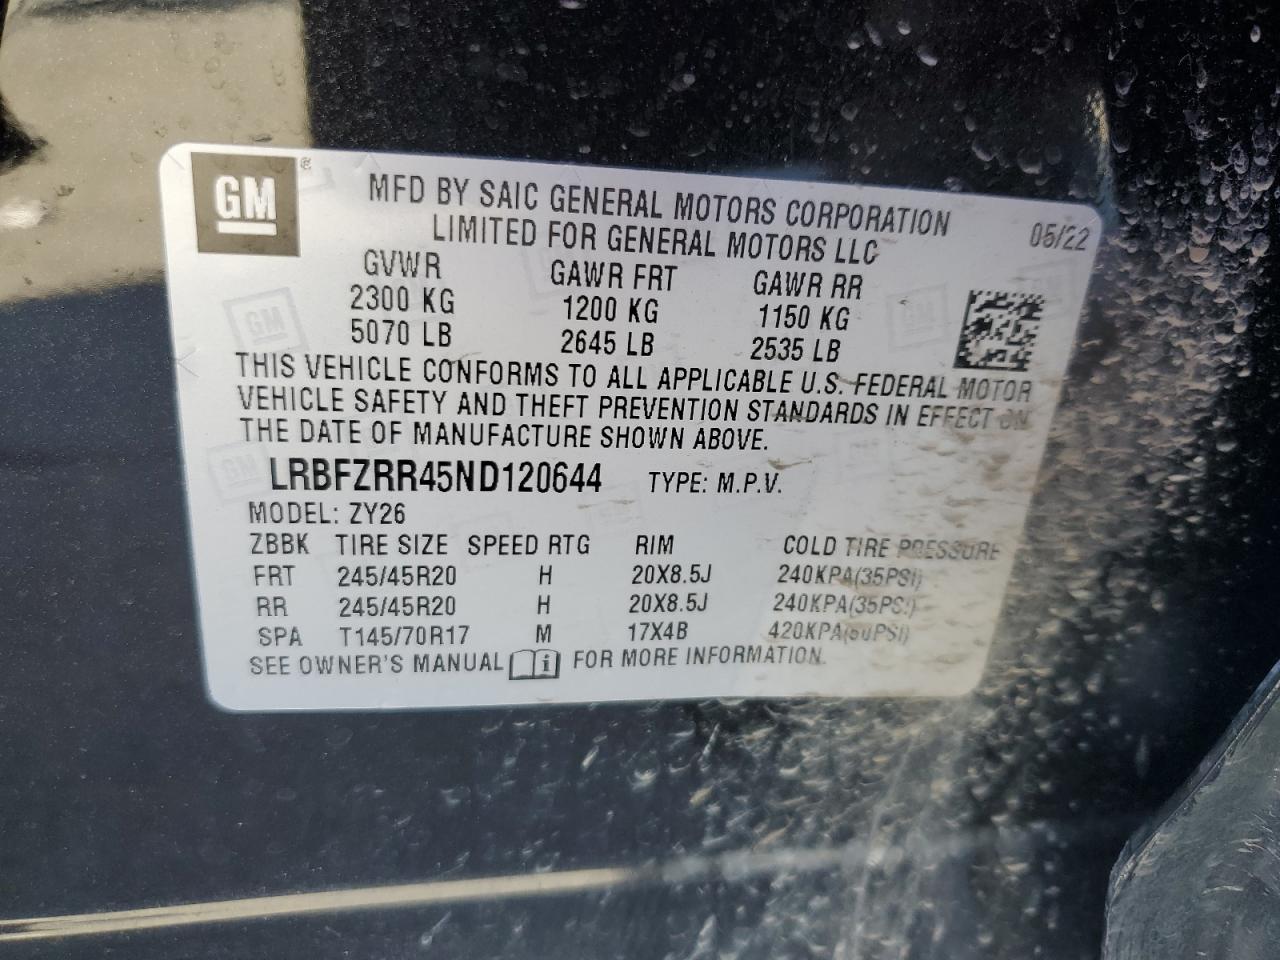 GM® MFD BY SAIC GENERAL MOTORS CORPORATION
LIMITED FOR GENERAL MOTORS LLC 05/22
GVWR GAWR FRT GAWR RR
2300 KG 1200 KG 1150 KG
5070 LB 2645 LB 2535 LB
THIS VEHICLE CONFORMS TO ALL APPLICABLE U.S. FEDERAL MOTOR
VEHICLE SAFETY AND THEFT PREVENTION STANDARDS IN EFFECT ON
THE DATE OF MANUFACTURE SHOWN ABOVE.
LRBFZRR45ND120644 TYPE: M.P.V.
MODEL: ZY26
ZBBK TIRE SIZE SPEED RTG RIM COLD TIRE PRESSURE
FRT 245/45R20 H 20X8.5J 240KPA(35PSI)
RR 245/45R20 H 20X8.5J 240KPA(35PSI)
SPA T145/70R17 M 17X4B 420KPA(60PSI)
SEE OWNER'S MANUAL FOR MORE INFORMATION.